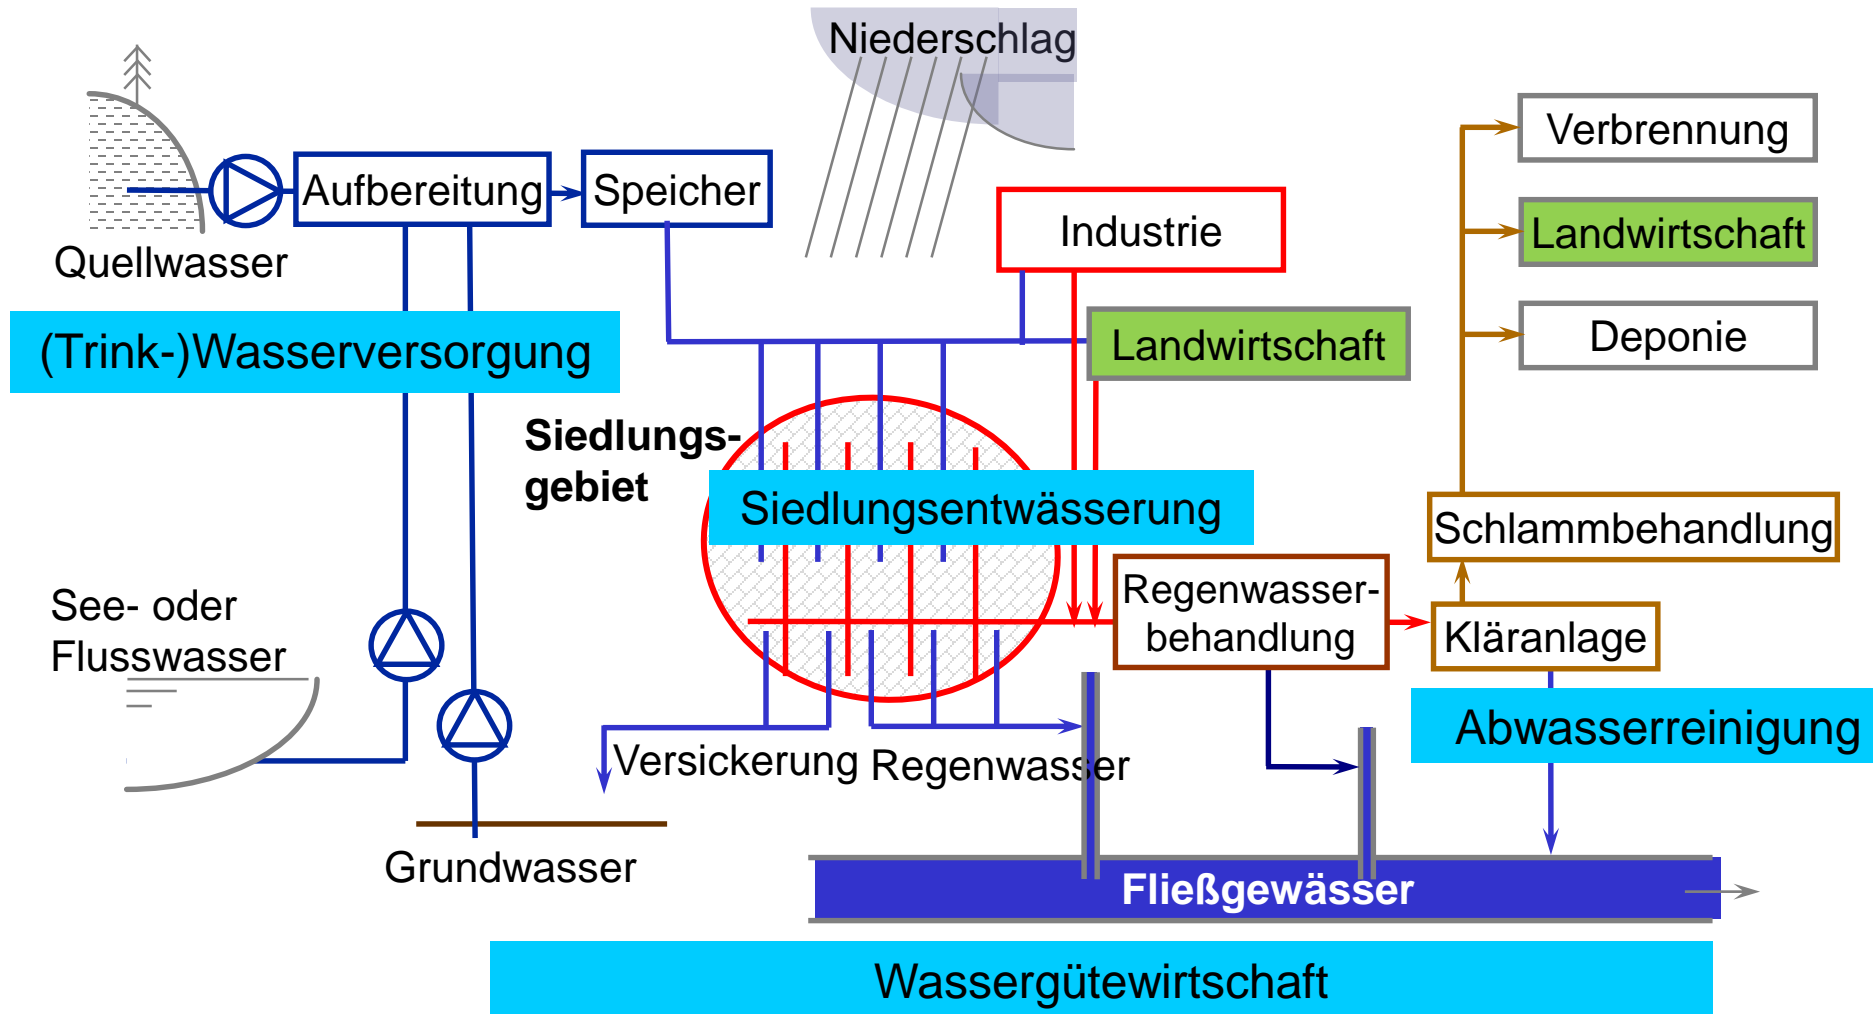 Niederschlag
Verbrennung
Aufbereitung
Speicher
Industrie
Landwirtschaft
Quellwasser
(Trink-)Wasserversorgung
Landwirtschaft
Deponie
Siedlungs-
gebiet
Siedlungsentwässerung
Schlammbehandlung
See- oder
Flusswasser
Regenwasser-
behandlung
Kläranlage
Abwasserreinigung
Versickerung
Regenwasser
Grundwasser
Fließgewässer
Wassergütewirtschaft